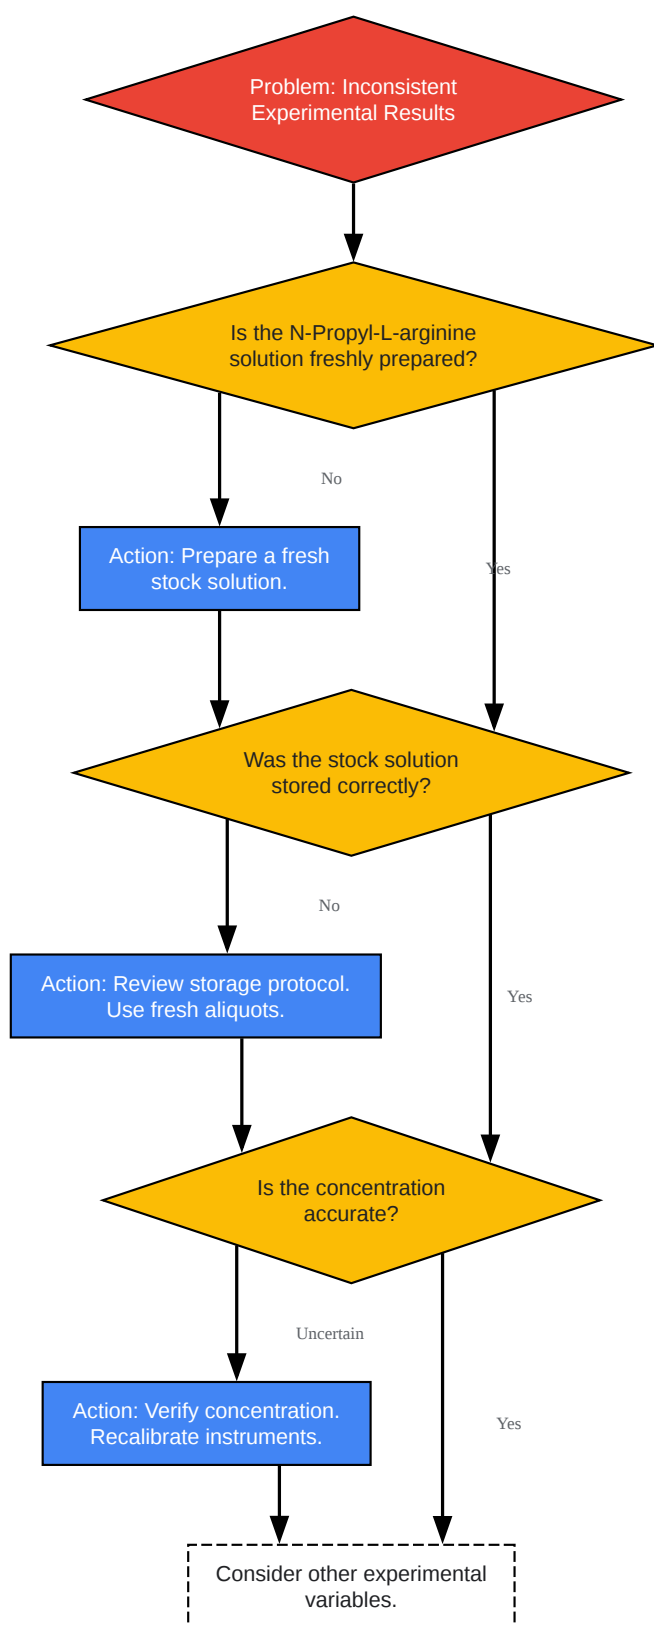 Problem: Inconsistent
Experimental Results
Is the N-Propyl-L-arginine
solution freshly prepared?
No
Action: Prepare a fresh
stock solution.
Yes
Was the stock solution
stored correctly?
No
Action: Review storage protocol.
Use fresh aliquots.
Yes
Is the concentration
accurate?
Uncertain
Action: Verify concentration.
Recalibrate instruments.
Yes
Consider other experimental
variables.